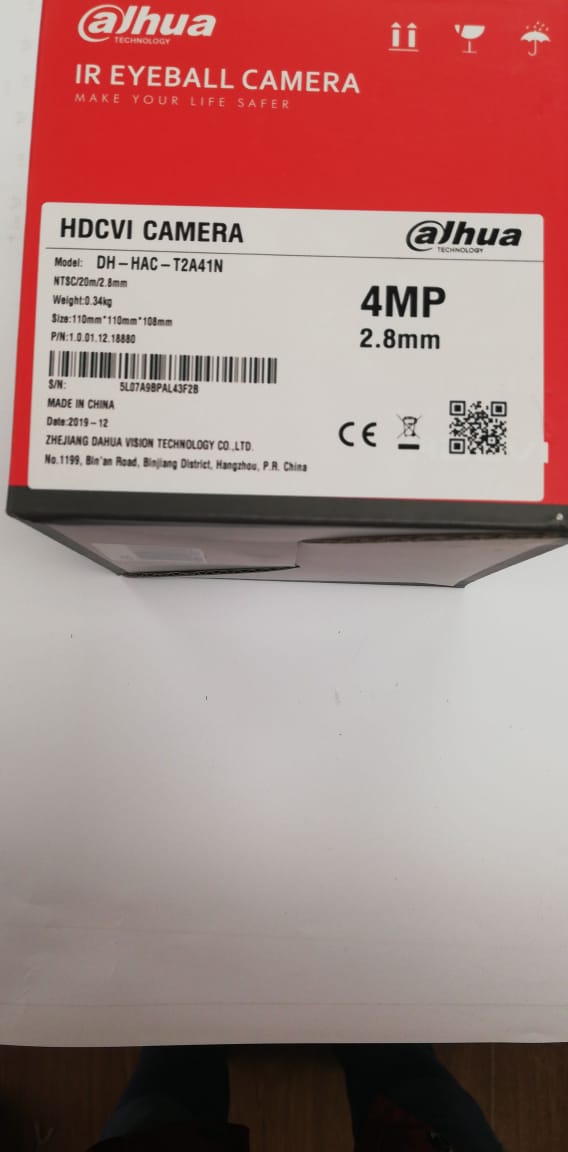 alhua
TECHNOLOGY
IR EYEBALL CAMERA
MAKE YOUR LIFE SAFER
HDCVI CAMERA
alhua
TECHNOLOGY
Model: DH-HAC-T2A41N
NTSC/20m/2.8mm
Weight:0.34kg
Size:110mm*110mm*108mm
P/N:1.0.01.12.18880
4MP
2.8mm
S/N: 5L07A9BPAL43F2B
MADE IN CHINA
Date:2019-12
ZHEJIANG DAHUA VISION TECHNOLOGY CO.,LTD.
No.1199, Bin'an Road, Binjiang District, Hangzhou, P.R. China
CE